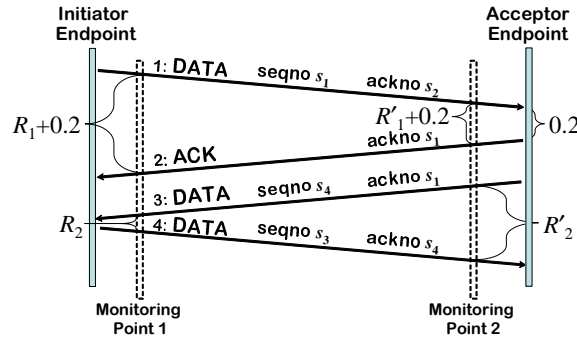 Initiator
Endpoint
Acceptor
Endpoint
1: DATA seqno s₁ ackno s₂
R₁+0.2
R′₁+0.2
0.2
2: ACK ackno s₁
3: DATA seqno s₄ ackno s₁
R₂
4: DATA seqno s₃ ackno s₄
R′₂
Monitoring
Point 1
Monitoring
Point 2